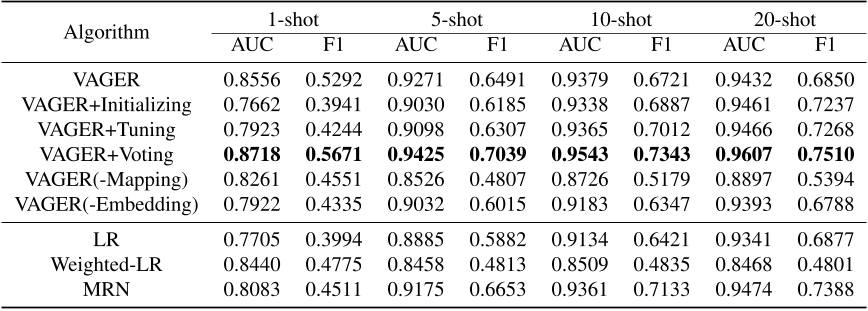 Algorithm 1-shot 5-shot 10-shot 20-shot
AUC F1 AUC F1 AUC F1 AUC F1
VAGER 0.8556 0.5292 0.9271 0.6491 0.9379 0.6721 0.9432 0.6850
VAGER+Initializing 0.7662 0.3941 0.9030 0.6185 0.9338 0.6887 0.9461 0.7237
VAGER+Tuning 0.7923 0.4244 0.9098 0.6307 0.9365 0.7012 0.9466 0.7268
VAGER+Voting 0.8718 0.5671 0.9425 0.7039 0.9543 0.7343 0.9607 0.7510
VAGER(-Mapping) 0.8261 0.4551 0.8526 0.4807 0.8726 0.5179 0.8897 0.5394
VAGER(-Embedding) 0.7922 0.4335 0.9032 0.6015 0.9183 0.6347 0.9393 0.6788
LR 0.7705 0.3994 0.8885 0.5882 0.9134 0.6421 0.9341 0.6877
Weighted-LR 0.8440 0.4775 0.8458 0.4813 0.8509 0.4835 0.8468 0.4801
MRN 0.8083 0.4511 0.9175 0.6653 0.9361 0.7133 0.9474 0.7388